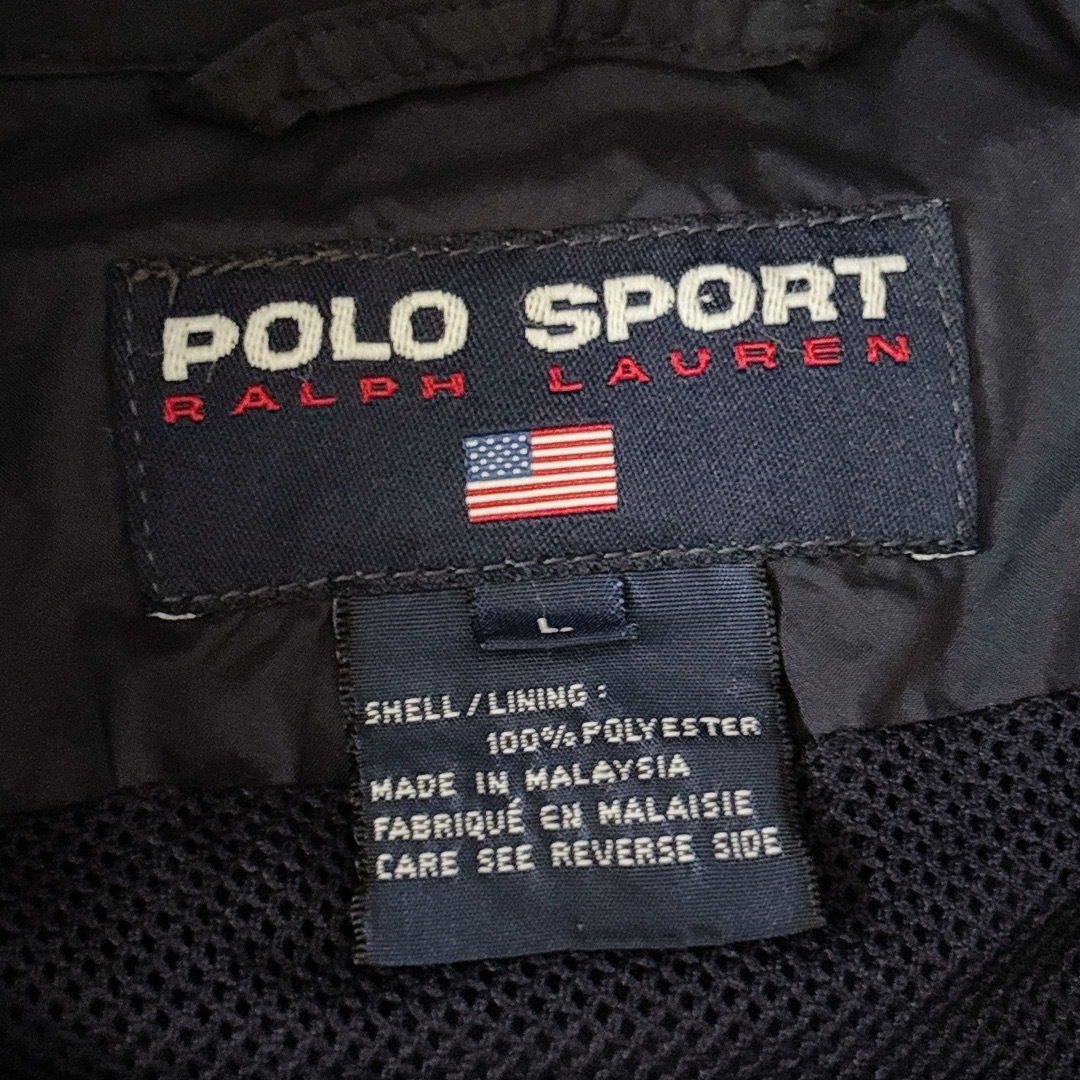 POLO SPORT
RALPH LAUREN
L
SHELL/LINING:
100% POLYESTER
MADE IN MALAYSIA
FABRIQUÉ EN MALAISIE
CARE SEE REVERSE SIDE